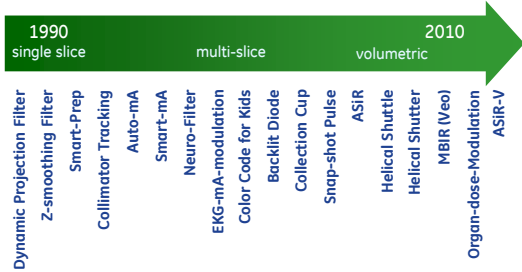 1990
2010
single slice
multi-slice
volumetric
Dynamic Projection Filter
Z-smoothing Filter
Smart-Prep
Collimator Tracking
Auto-mA
Smart-mA
Neuro-Filter
EKG-mA-modulation
Color Code for Kids
Backlit Diode
Collection Cup
Snap-shot Pulse
ASiR
Helical Shuttle
Helical Shutter
MBIR (Veo)
Organ-dose-Modulation
ASiR-V